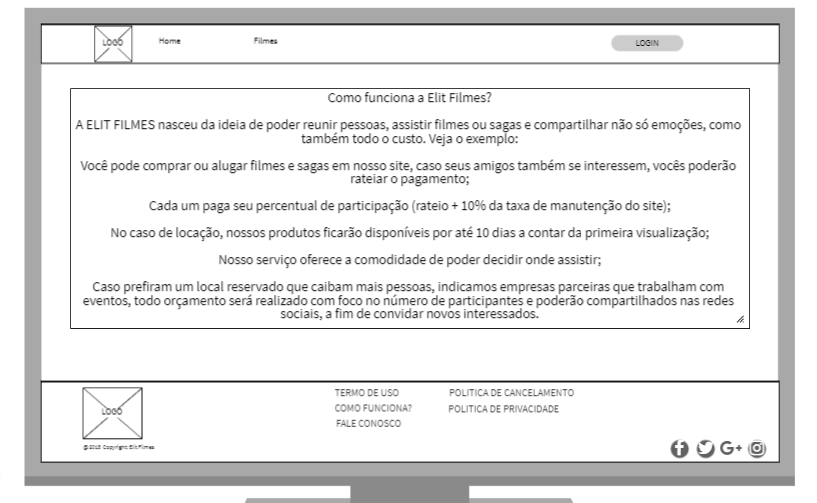 LOGO Home Filmes LOGIN
Como funciona a Elit Filmes?
A ELIT FILMES nasceu da ideia de poder reunir pessoas, assistir filmes ou sagas e compartilhar não só emoções, como
também todo o custo. Veja o exemplo:
Você pode comprar ou alugar filmes e sagas em nosso site, caso seus amigos também se interessem, vocês poderão
rateiar o pagamento;
Cada um paga seu percentual de participação (rateio + 10% da taxa de manutenção do site);
No caso de locação, nossos produtos ficarão disponíveis por até 10 dias a contar da primeira visualização;
Nosso serviço oferece a comodidade de poder decidir onde assistir;
Caso prefiram um local reservado que caibam mais pessoas, indicamos empresas parceiras que trabalham com
eventos, todo orçamento será realizado com foco no número de participantes e poderão compartilhados nas redes
sociais, a fim de convidar novos interessados.
LOGO
TERMO DE USO POLITICA DE CANCELAMENTO
COMO FUNCIONA? POLITICA DE PRIVACIDADE
FALE CONOSCO
Copyright: Elit Filmes
G+